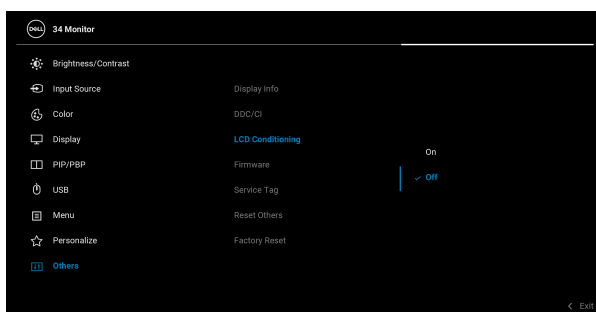 DELL 34 Monitor
Brightness/Contrast
Input Source Display Info
Color DDC/CI
Display LCD Conditioning
On
PIP/PBP Firmware
Off
USB Service Tag
Menu Reset Others
Personalize Factory Reset
Others
Exit